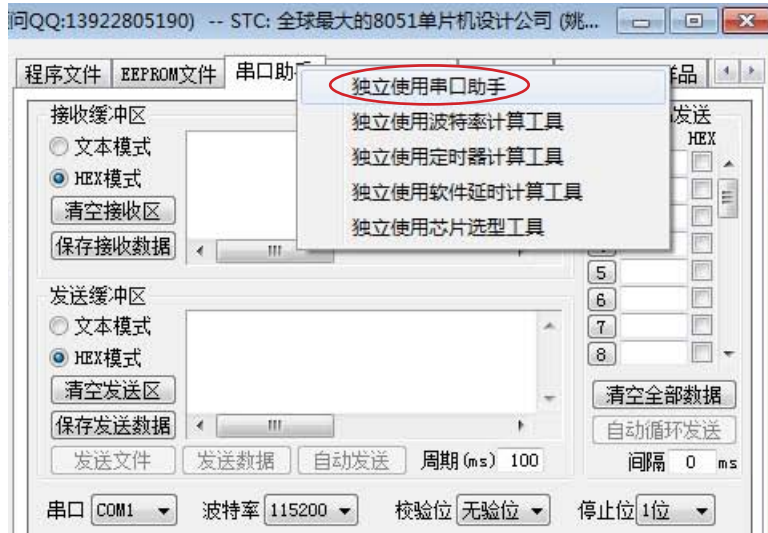 问QQ:13922805190) -- STC: 全球最大的8051单片机设计公司 (姚...
程序文件 EEPROM文件 串口助手 样品
独立使用串口助手
独立使用波特率计算工具
独立使用定时器计算工具
独立使用软件延时计算工具
独立使用芯片选型工具
接收缓冲区
文本模式
HEX模式
清空接收区
保存接收数据
发送
HEX
5
6
7
8
发送缓冲区
文本模式
HEX模式
清空发送区
保存发送数据
清空全部数据
自动循环发送
发送文件 发送数据 自动发送 周期(ms) 100
间隔 0 ms
串口 COM1 波特率 115200 校验位 无验位 停止位 1位